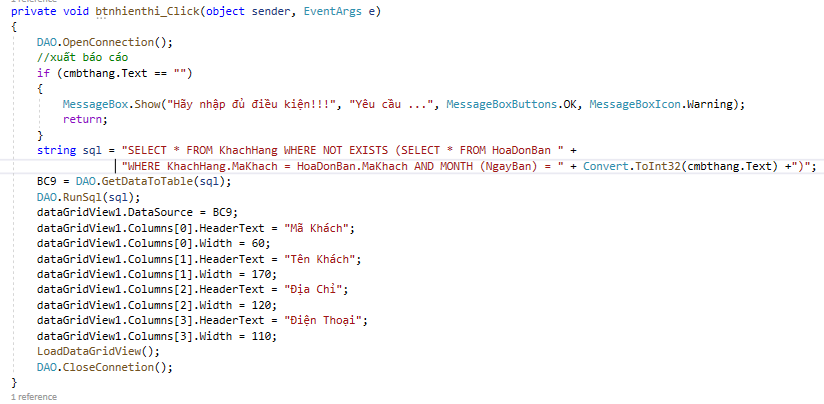 1 reference
private void btnhienthi_Click(object sender, EventArgs e)
{
DAO.OpenConnection();
//xuất báo cáo
if (cmbthang.Text == "")
{
MessageBox.Show("Hãy nhập đủ điều kiện!!!", "Yêu cầu ...", MessageBoxButtons.OK, MessageBoxIcon.Warning);
return;
}
string sql = "SELECT * FROM KhachHang WHERE NOT EXISTS (SELECT * FROM HoaDonBan " +
"WHERE KhachHang.MaKhach = HoaDonBan.MaKhach AND MONTH (NgayBan) = " + Convert.ToInt32(cmbthang.Text) +")";
BC9 = DAO.GetDataToTable(sql);
DAO.RunSql(sql);
dataGridView1.DataSource = BC9;
dataGridView1.Columns[0].HeaderText = "Mã Khách";
dataGridView1.Columns[0].Width = 60;
dataGridView1.Columns[1].HeaderText = "Tên Khách";
dataGridView1.Columns[1].Width = 170;
dataGridView1.Columns[2].HeaderText = "Địa Chỉ";
dataGridView1.Columns[2].Width = 120;
dataGridView1.Columns[3].HeaderText = "Điện Thoại";
dataGridView1.Columns[3].Width = 110;
LoadDataGridView();
DAO.CloseConnetion();
}
1 reference